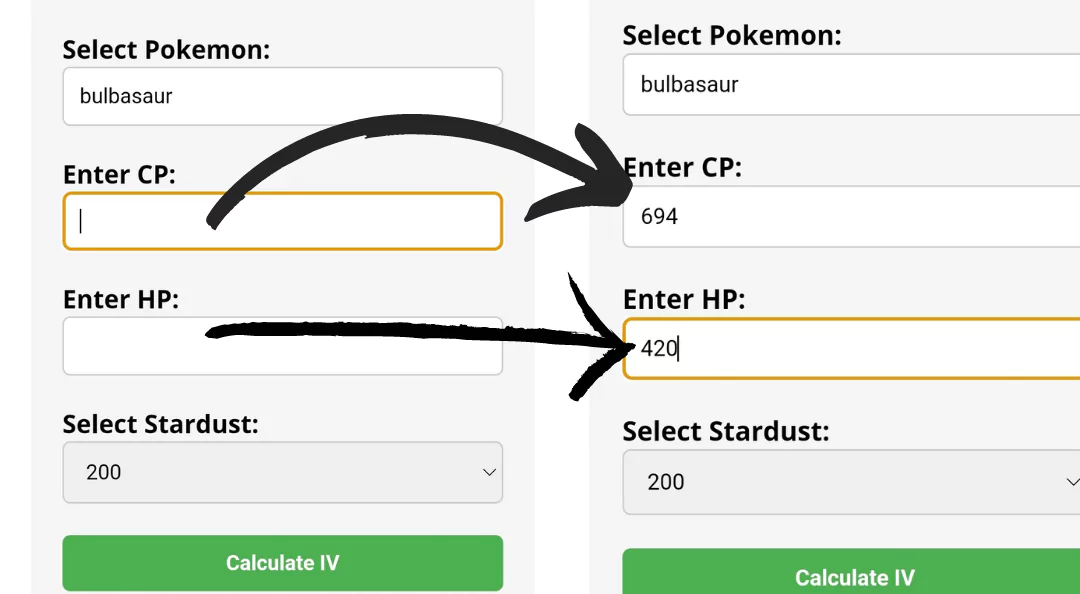 Select Pokemon:
bulbasaur
Enter CP:
Enter HP:
Select Stardust:
200
Calculate IV
Select Pokemon:
bulbasaur
Enter CP:
694
Enter HP:
420
Select Stardust:
200
Calculate IV